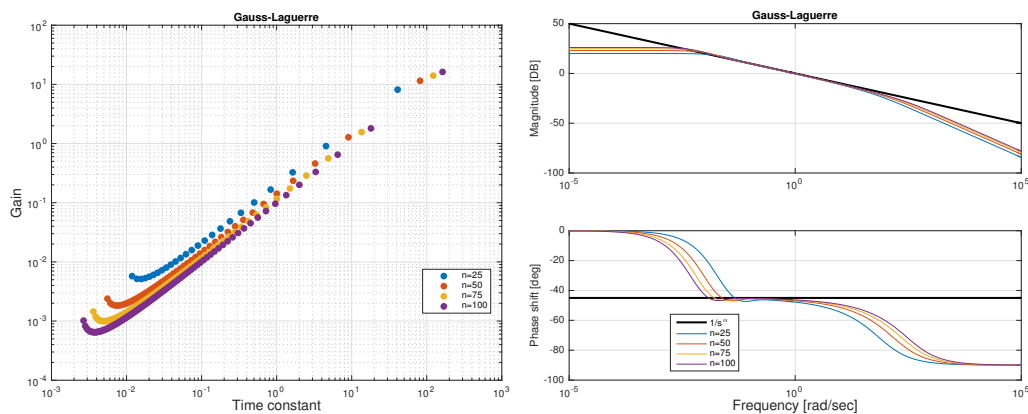 Gauss-Laguerre
Gain
10^2
10^1
10^0
10^-1
10^-2
10^-3
10^-4
10^-3
10^-2
10^-1
10^0
10^1
10^2
10^3
Time constant
n=25
n=50
n=75
n=100
Gauss-Laguerre
Magnitude [DB]
50
0
-50
-100
10^-5
10^0
10^5
Phase shift [deg]
0
-20
-40
-60
-80
-100
10^-5
10^0
10^5
Frequency [rad/sec]
1/s^α
n=25
n=50
n=75
n=100